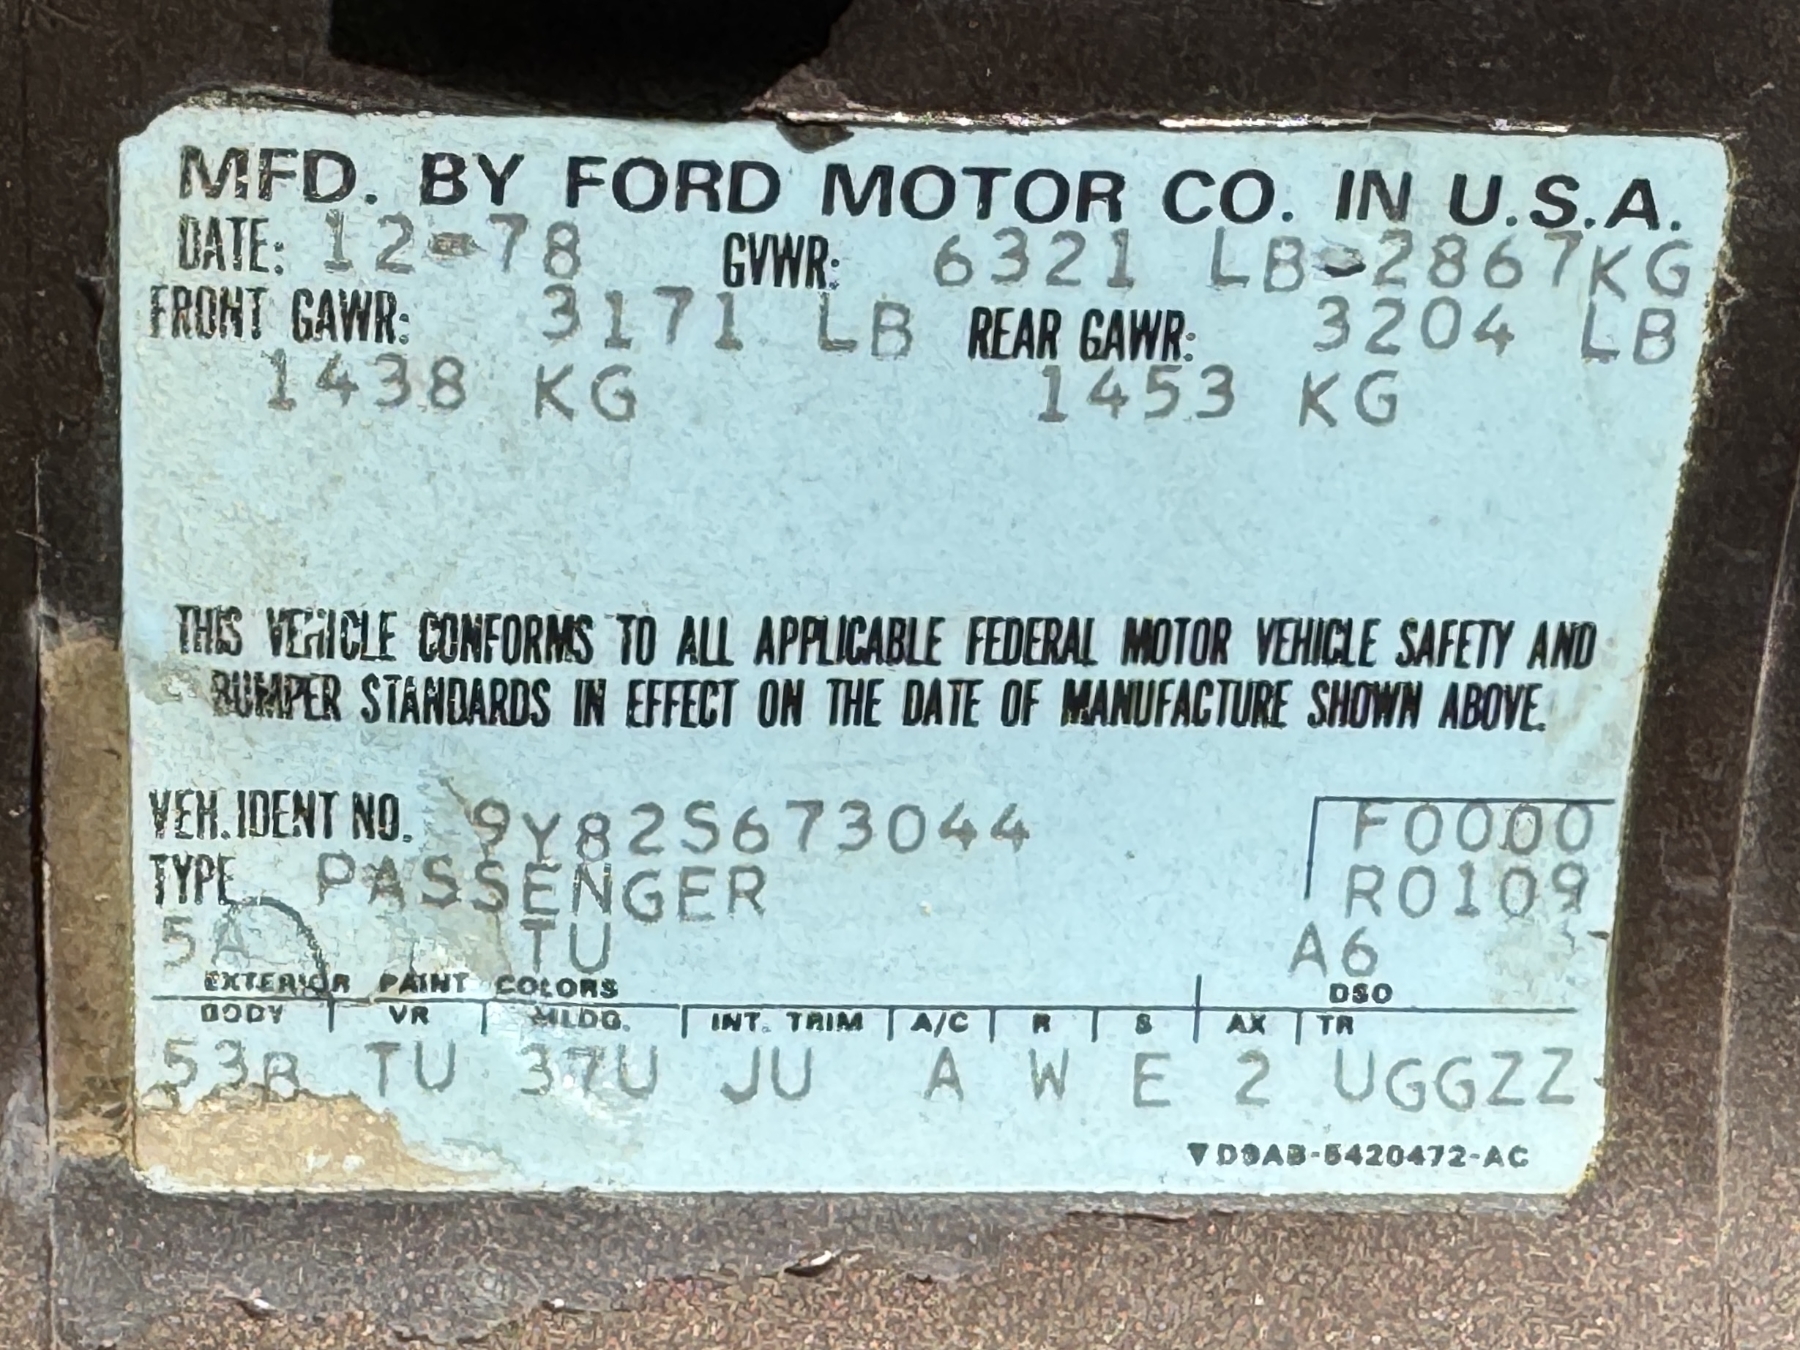 MFD. BY FORD MOTOR CO. IN U.S.A.
DATE: 12-78 GVWR: 6321 LB-2867KG
FRONT GAWR: 3171 LB REAR GAWR: 3204 LB
1438 KG 1453 KG
THIS VEHICLE CONFORMS TO ALL APPLICABLE FEDERAL MOTOR VEHICLE SAFETY AND
BUMPER STANDARDS IN EFFECT ON THE DATE OF MANUFACTURE SHOWN ABOVE.
VEH. IDENT NO. 9Y82S673044 F0000
TYPE PASSENGER R0109
5A TU A6
EXTERIOR PAINT COLORS DSO
BODY VR MLDG. INT. TRIM A/C R S AX TR
53B TU 37U JU A W E 2 UGGZZ
▼D9AB-5420472-AC